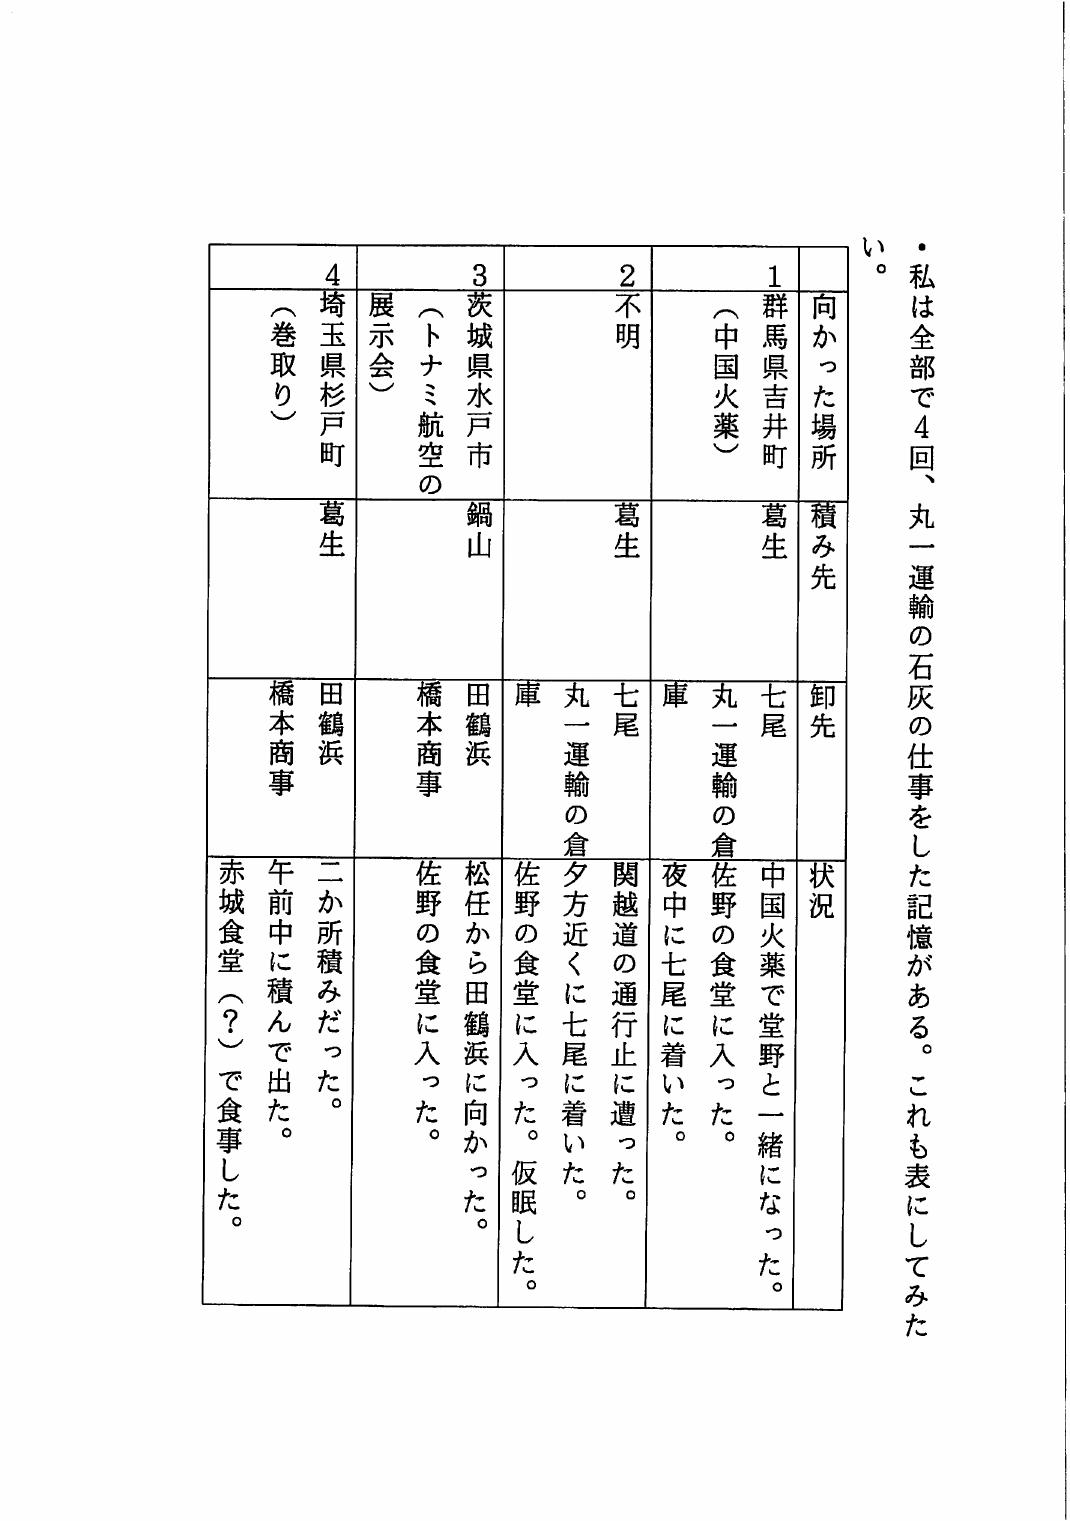 ・私は全部で４回、丸一運輸の石灰の仕事をした記憶がある。これも表にしてみた
い。
向かった場所
積み先
卸先
状況
1
群馬県吉井町
（中国火薬）
葛生
七尾
丸一運輸の倉
庫
中国火薬で堂野と一緒になった。
佐野の食堂に入った。
夜中に七尾に着いた。
2
不明
葛生
七尾
丸一運輸の倉
庫
関越道の通行止に遭った。
夕方近くに七尾に着いた。
佐野の食堂に入った。仮眠した。
3
茨城県水戸市
（トナミ航空の
展示会）
鍋山
田鶴浜
橋本商事
松任から田鶴浜に向かった。
佐野の食堂に入った。
4
埼玉県杉戸町
（巻取り）
葛生
田鶴浜
橋本商事
二か所積みだった。
午前中に積んで出た。
赤城食堂（？）で食事した。